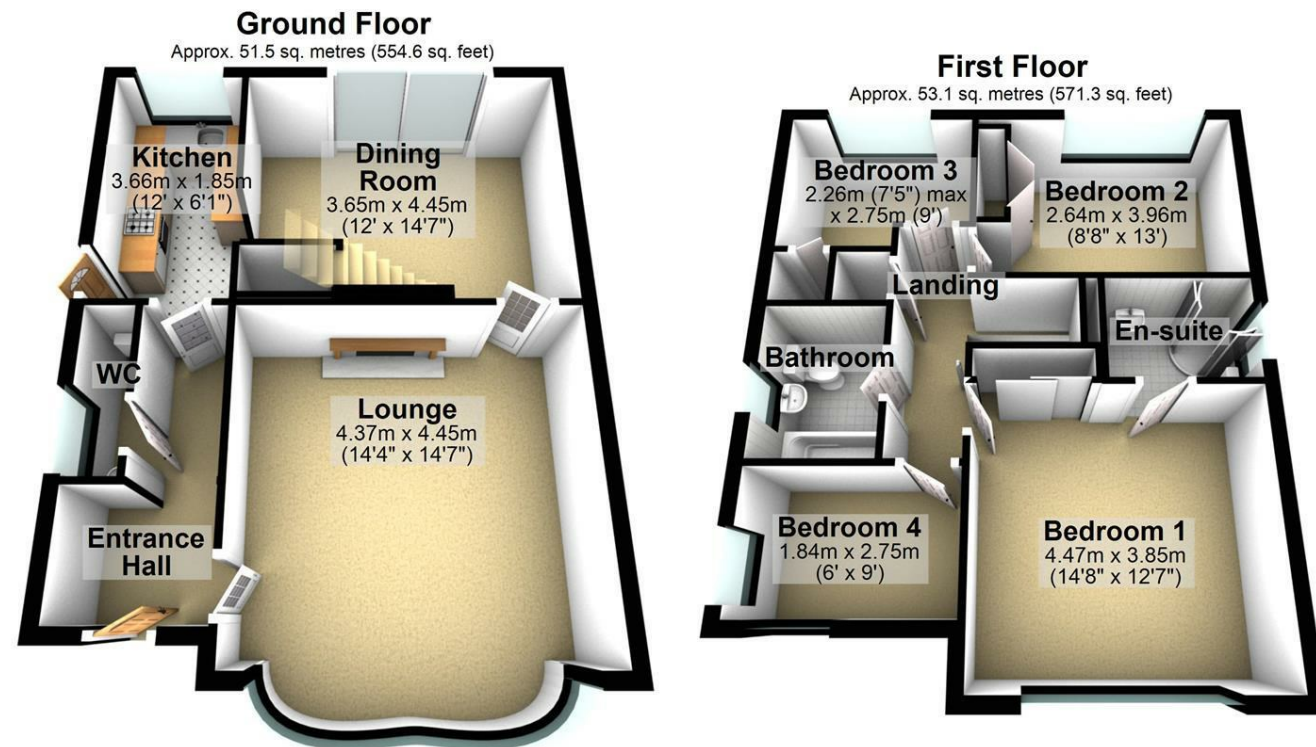 Ground Floor
Approx. 51.5 sq. metres (554.6 sq. feet)
Kitchen
3.66m x 1.85m
(12' x 6'1")
Dining
Room
3.65m x 4.45m
(12' x 14'7")
WC
Lounge
4.37m x 4.45m
(14'4" x 14'7")
Entrance
Hall
First Floor
Approx. 53.1 sq. metres (571.3 sq. feet)
Bedroom 3
2.26m (7'5") max
x 2.75m (9')
Bedroom 2
2.64m x 3.96m
(8'8" x 13')
Landing
En-suite
Bathroom
Bedroom 4
1.84m x 2.75m
(6' x 9')
Bedroom 1
4.47m x 3.85m
(14'8" x 12'7")